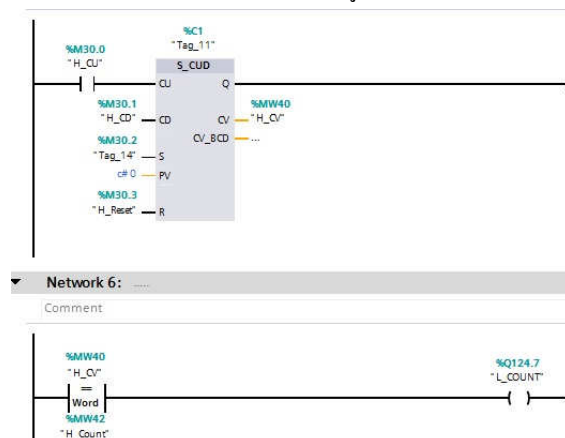 %C1
%M30.0 "Tag_11"
"H_CU" S_CUD
CU Q
%M30.1 %MW40
"H_CD" CD CV "H_CV"
%M30.2 CV_BCD ...
"Tag_14" S
c# 0 PV
%M30.3
"H_Reset" R
Network 6: .....
Comment
%MW40 %Q124.7
"H_CV" "L_COUNT"
=
Word
%MW42
"H_Count"